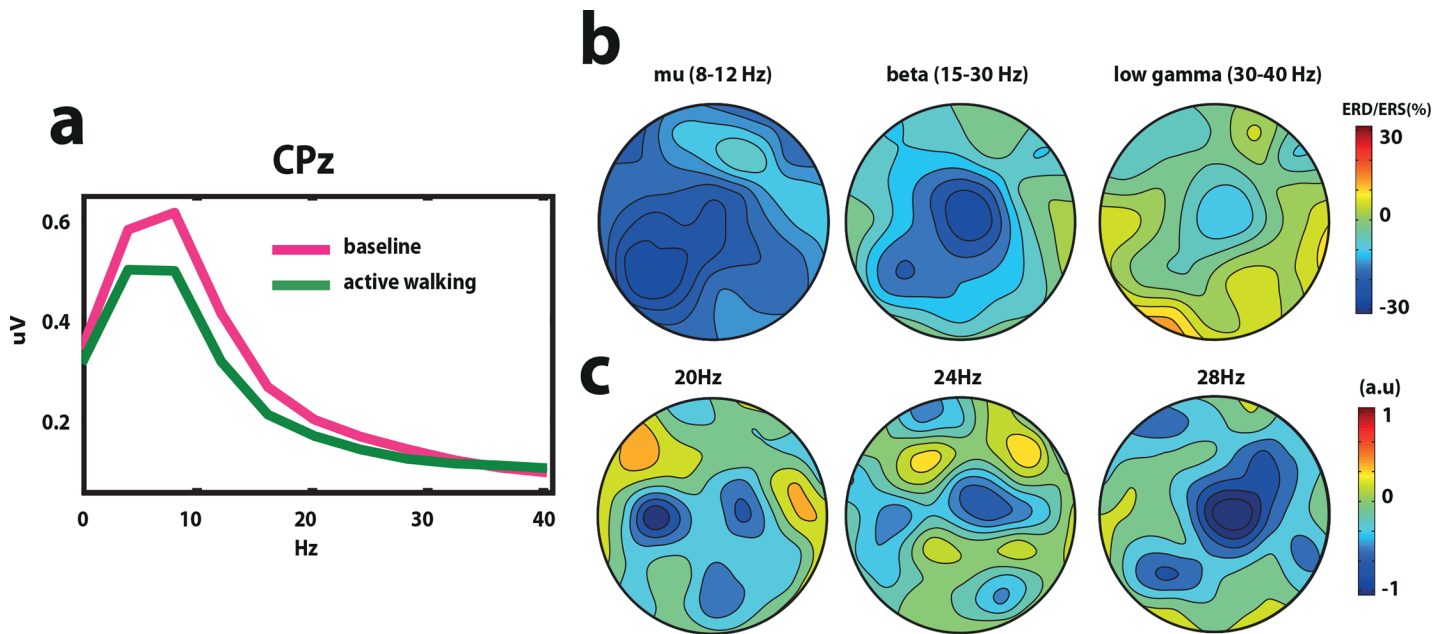 a
CPz
0.6
0.4
0.2
uV
baseline
active walking
0
10
20
30
40
Hz
b
mu (8-12 Hz)
beta (15-30 Hz)
low gamma (30-40 Hz)
ERD/ERS(%)
30
0
-30
c
20Hz
24Hz
28Hz
(a.u)
1
0
-1